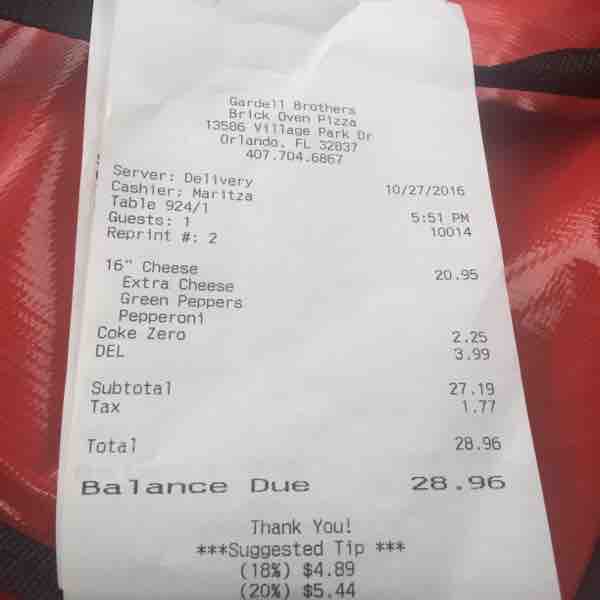 Gardell Brothers
Brick Oven Pizza
13586 Village Park Dr
Orlando, FL 32837
407.704.6867
Server: Delivery
Cashier: Maritza 10/27/2016
Table 924/1
Guests: 1 5:51 PM
Reprint #: 2 10014
16" Cheese 20.95
Extra Cheese
Green Peppers
Pepperoni
Coke Zero 2.25
DEL 3.99
Subtotal 27.19
Tax 1.77
Total 28.96
Balance Due 28.96
Thank You!
***Suggested Tip ***
(18%) $4.89
(20%) $5.44